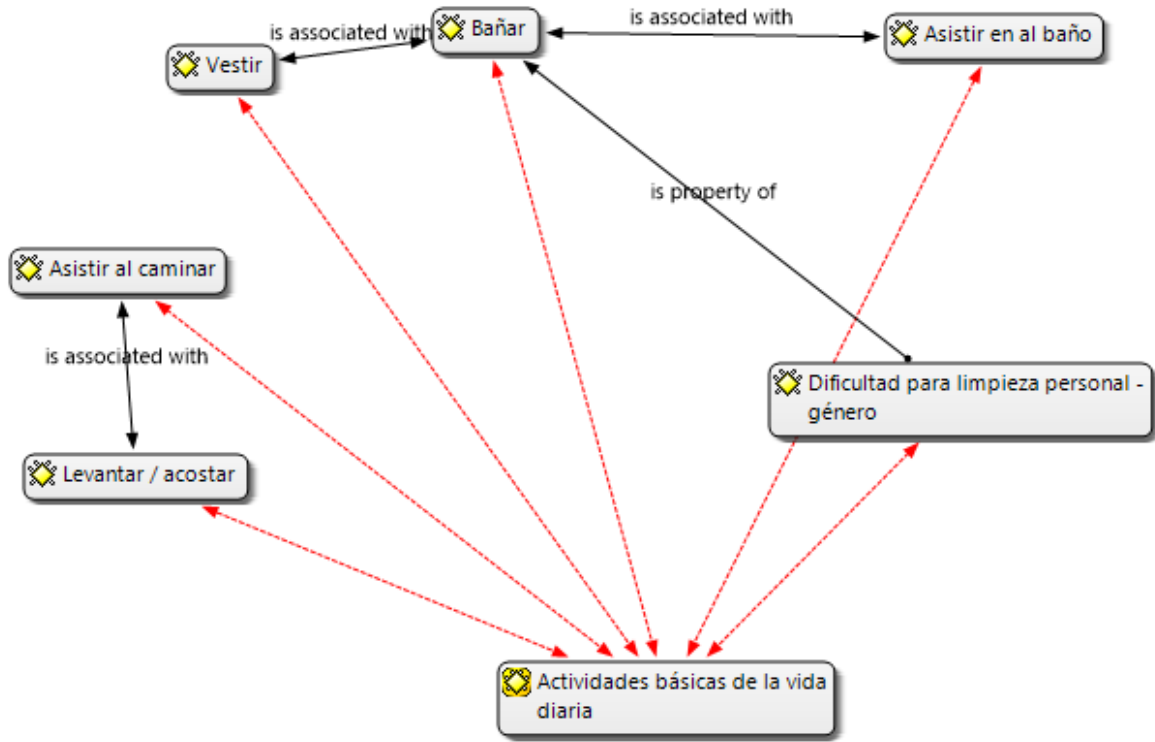 is associated with
Bañar
is associated with
Asistir en al baño
Vestir
is property of
Asistir al caminar
is associated with
Dificultad para limpieza personal -
género
Levantar / acostar
Actividades básicas de la vida
diaria